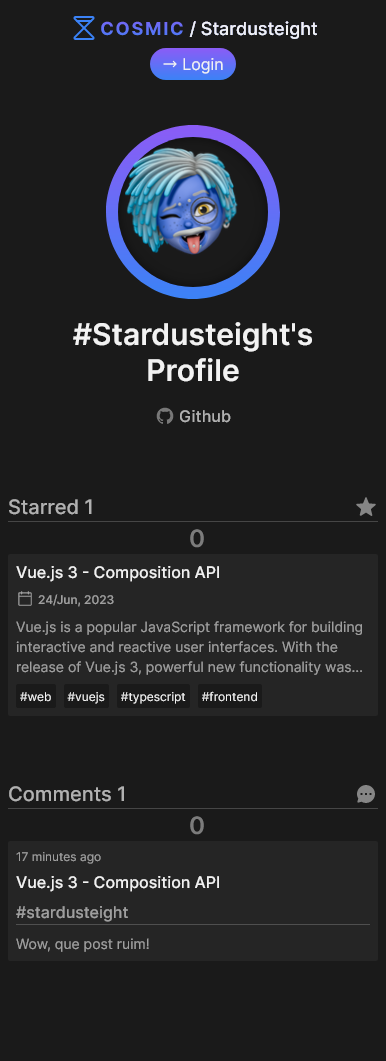 COSMIC / Stardusteight
→ Login
#Stardusteight's
Profile
Github
Starred 1
0
Vue.js 3 - Composition API
24/Jun, 2023
Vue.js is a popular JavaScript framework for building
interactive and reactive user interfaces. With the
release of Vue.js 3, powerful new functionality was...
#web #vuejs #typescript #frontend
Comments 1
0
17 minutes ago
Vue.js 3 - Composition API
#stardusteight
Wow, que post ruim!